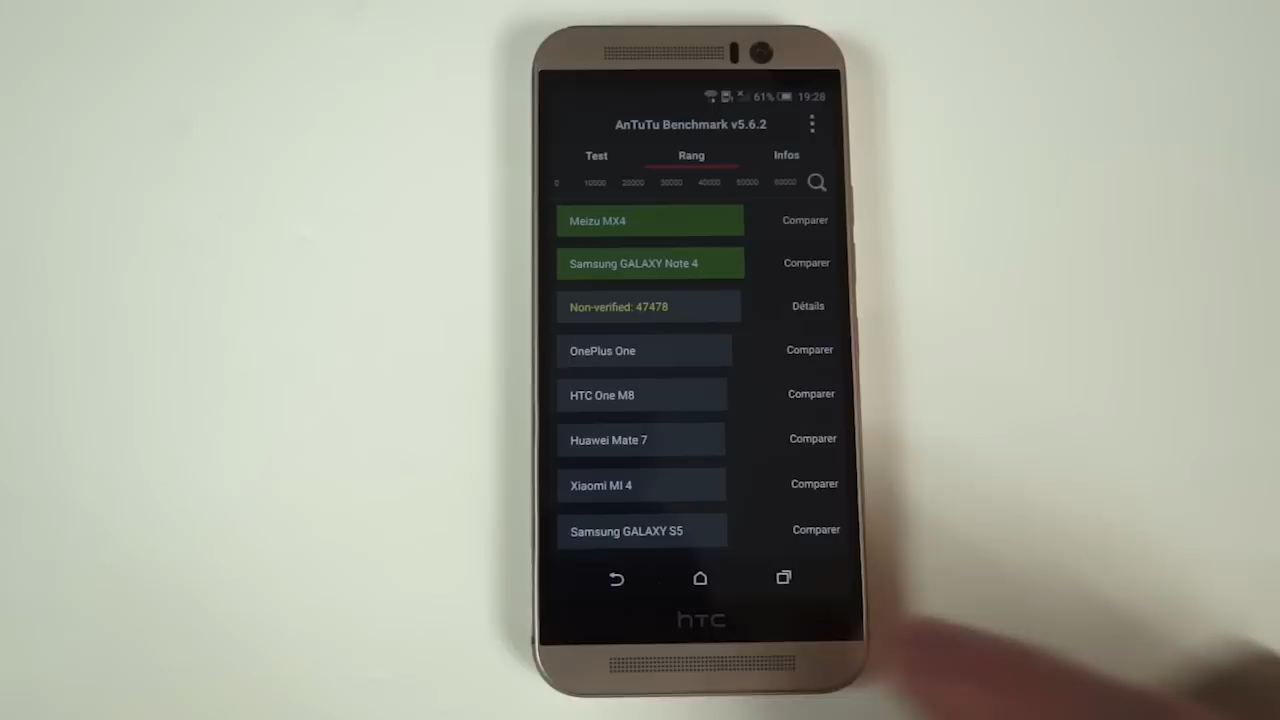 61% 19:28
AnTuTu Benchmark v5.6.2
Test Rang Infos
0 10000 20000 30000 40000 50000 60000
Meizu MX4 Comparer
Samsung GALAXY Note 4 Comparer
Non-verified: 47478 Détails
OnePlus One Comparer
HTC One M8 Comparer
Huawei Mate 7 Comparer
Xiaomi MI 4 Comparer
Samsung GALAXY S5 Comparer
hTC